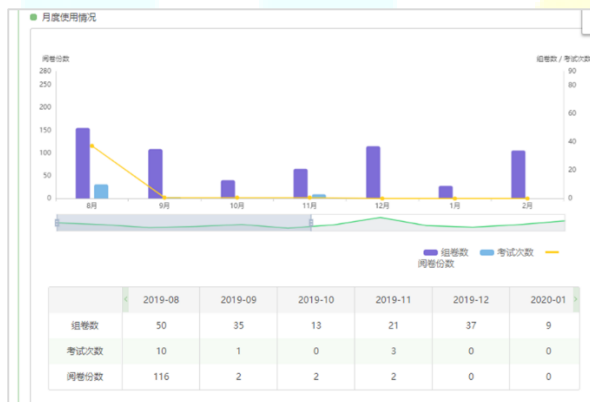 月度使用情况
阅卷份数 组卷数 / 考试次数
280 90
250 80
200 60
150 40
100
50 20
0 0
8月 9月 10月 11月 12月 1月 2月
组卷数 考试次数
阅卷份数
2019-08 2019-09 2019-10 2019-11 2019-12 2020-01
组卷数 50 35 13 21 37 9
考试次数 10 1 0 3 0 0
阅卷份数 116 2 2 2 0 0